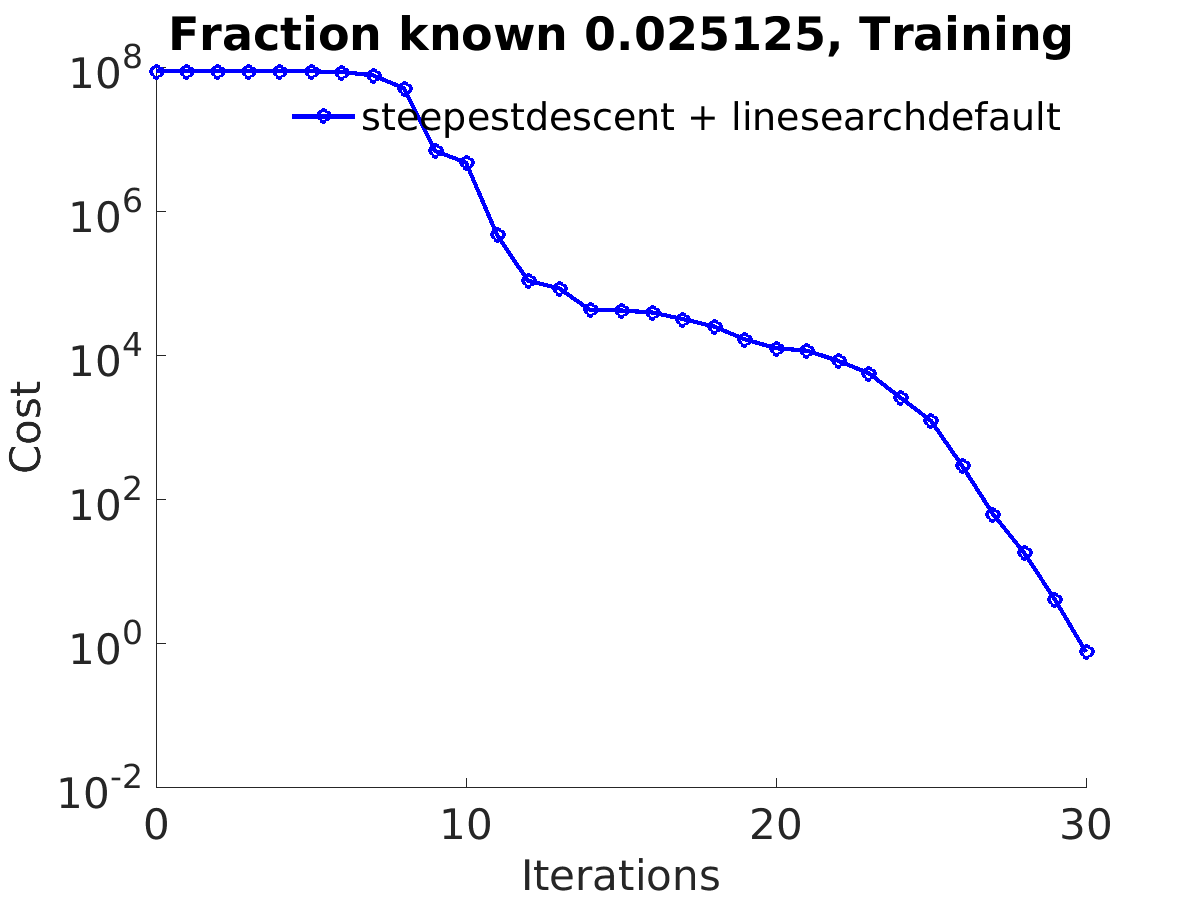 Fraction known 0.025125, Training
steepestdescent + linesearchdefault
10^8
10^6
10^4
10^2
10^0
10^-2
Cost
0 10 20 30
Iterations